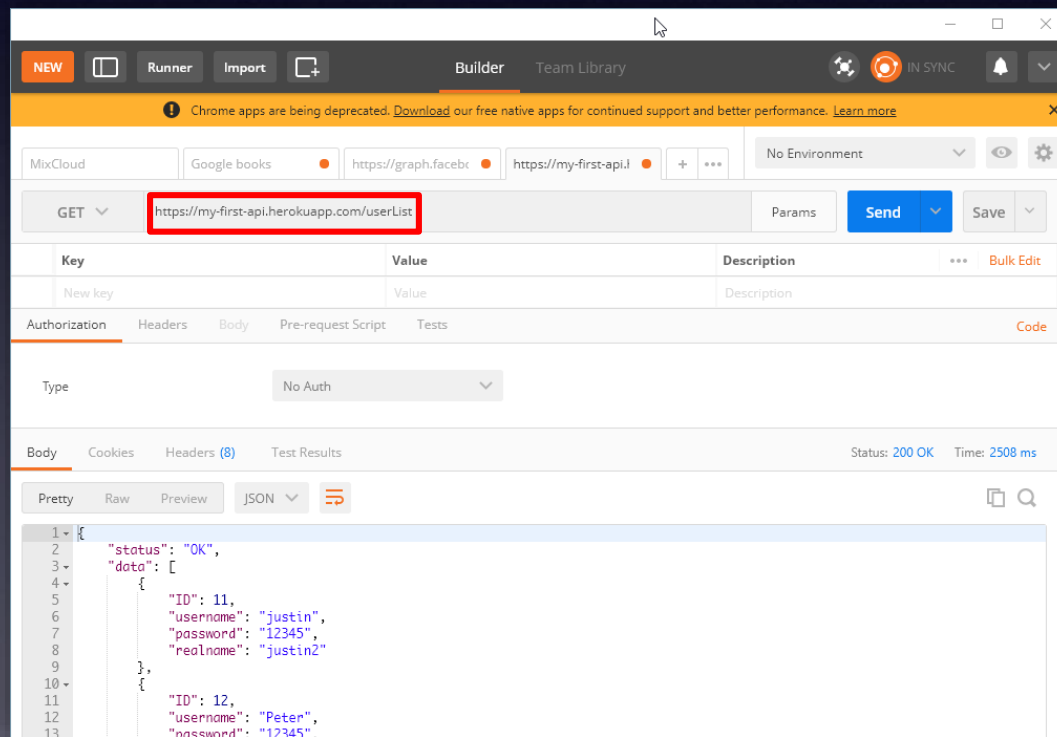 NEW Runner Import Builder Team Library IN SYNC
Chrome apps are being deprecated. Download our free native apps for continued support and better performance. Learn more
MixCloud Google books https://graph.facebc https://my-first-api.h + ••• No Environment
GET https://my-first-api.herokuapp.com/userList Params Send Save
Key Value Description ••• Bulk Edit
New key Value Description
Authorization Headers Body Pre-request Script Tests Code
Type No Auth
Body Cookies Headers (8) Test Results Status: 200 OK Time: 2508 ms
Pretty Raw Preview JSON
1 {
2 "status": "OK",
3 "data": [
4 {
5 "ID": 11,
6 "username": "justin",
7 "password": "12345",
8 "realname": "justin2"
9 },
10 {
11 "ID": 12,
12 "username": "Peter",
13 "password": "12345",